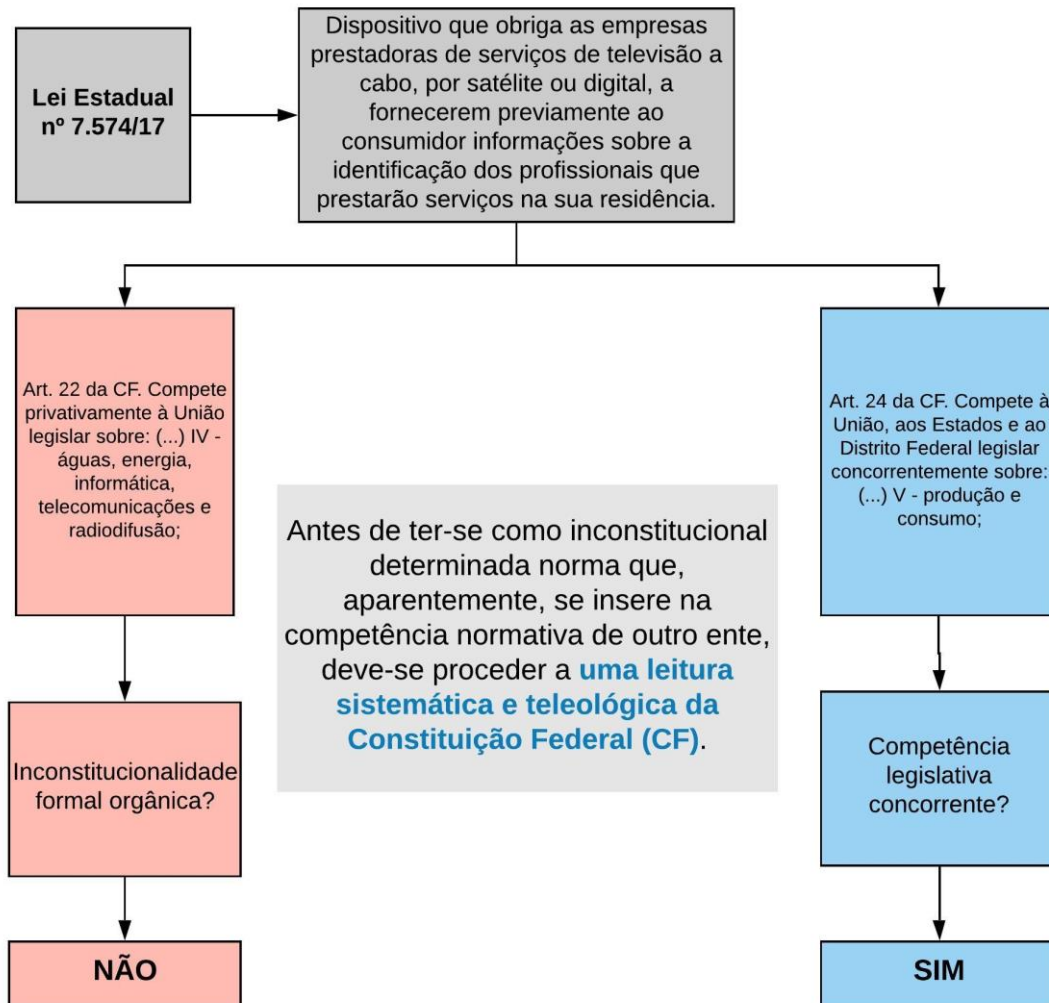 Lei Estadual
nº 7.574/17
Dispositivo que obriga as empresas
prestadoras de serviços de televisão a
cabo, por satélite ou digital, a
fornecerem previamente ao
consumidor informações sobre a
identificação dos profissionais que
prestarão serviços na sua residência.
Art. 22 da CF. Compete
privativamente à União
legislar sobre: (...) IV -
águas, energia,
informática,
telecomunicações e
radiodifusão;
Art. 24 da CF. Compete à
União, aos Estados e ao
Distrito Federal legislar
concorrentemente sobre:
(...) V - produção e
consumo;
Antes de ter-se como inconstitucional
determinada norma que,
aparentemente, se insere na
competência normativa de outro ente,
deve-se proceder a uma leitura
sistemática e teleológica da
Constituição Federal (CF).
Inconstitucionalidade
formal orgânica?
Competência
legislativa
concorrente?
NÃO
SIM